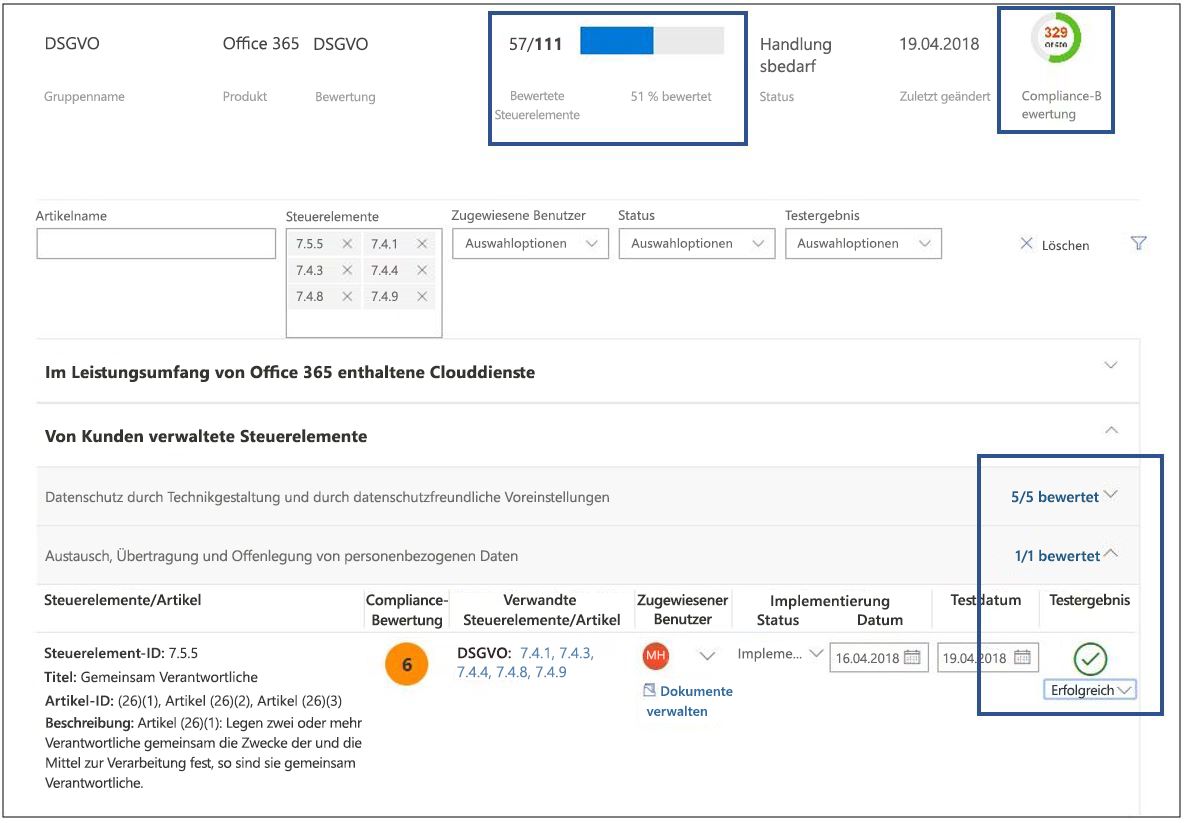 DSGVO
Office 365
DSGVO
57/111
Handlung
sbedarf
19.04.2018
329
OF 600
Gruppenname
Produkt
Bewertung
Bewertete
Steuerelemente
51 % bewertet
Status
Zuletzt geändert
Compliance-B
ewertung
Artikelname
Steuerelemente
Zugewiesene Benutzer
Status
Testergebnis
7.5.5 × 7.4.1 ×
7.4.3 × 7.4.4 ×
7.4.8 × 7.4.9 ×
Auswahloptionen
Auswahloptionen
Auswahloptionen
Löschen
Im Leistungsumfang von Office 365 enthaltene Clouddienste
Von Kunden verwaltete Steuerelemente
Datenschutz durch Technikgestaltung und durch datenschutzfreundliche Voreinstellungen
5/5 bewertet
Austausch, Übertragung und Offenlegung von personenbezogenen Daten
1/1 bewertet
Steuerelemente/Artikel
Compliance-
Bewertung
Verwandte
Steuerelemente/Artikel
Zugewiesener
Benutzer
Implementierung
Status Datum
Testdatum
Testergebnis
Steuerelement-ID: 7.5.5
Titel: Gemeinsam Verantwortliche
Artikel-ID: (26)(1), Artikel (26)(2), Artikel (26)(3)
Beschreibung: Artikel (26)(1): Legen zwei oder mehr
Verantwortliche gemeinsam die Zwecke der und die
Mittel zur Verarbeitung fest, so sind sie gemeinsam
Verantwortliche.
6
DSGVO: 7.4.1, 7.4.3,
7.4.4, 7.4.8, 7.4.9
MH
Dokumente
verwalten
Impleme...
16.04.2018
19.04.2018
Erfolgreich